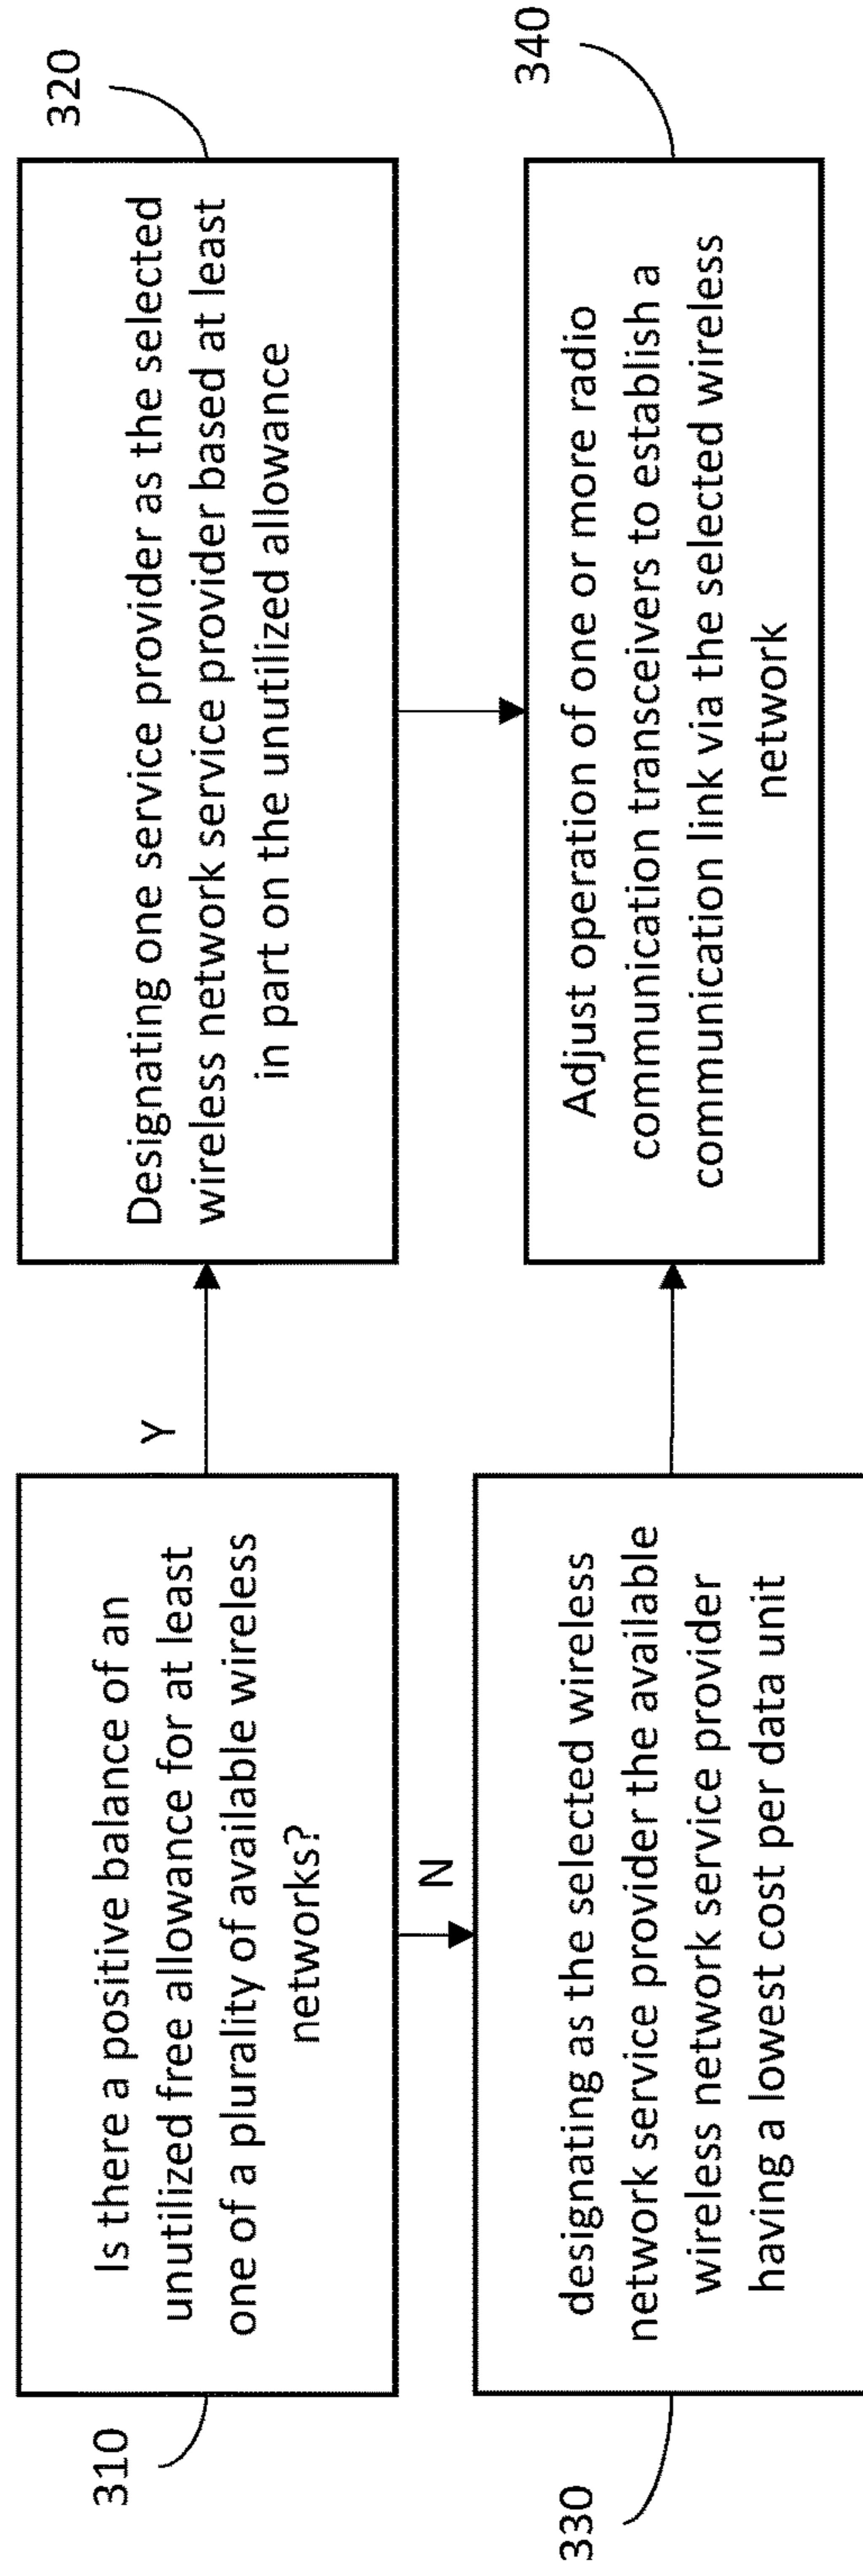 310
Is there a positive balance of an
unutilized free allowance for at least
one of a plurality of available wireless
networks?
Y
320
Designating one service provider as the selected
wireless network service provider based at least
in part on the unutilized allowance
N
330
designating as the selected wireless
network service provider the available
wireless network service provider
having a lowest cost per data unit
340
Adjust operation of one or more radio
communication transceivers to establish a
communication link via the selected wireless
network